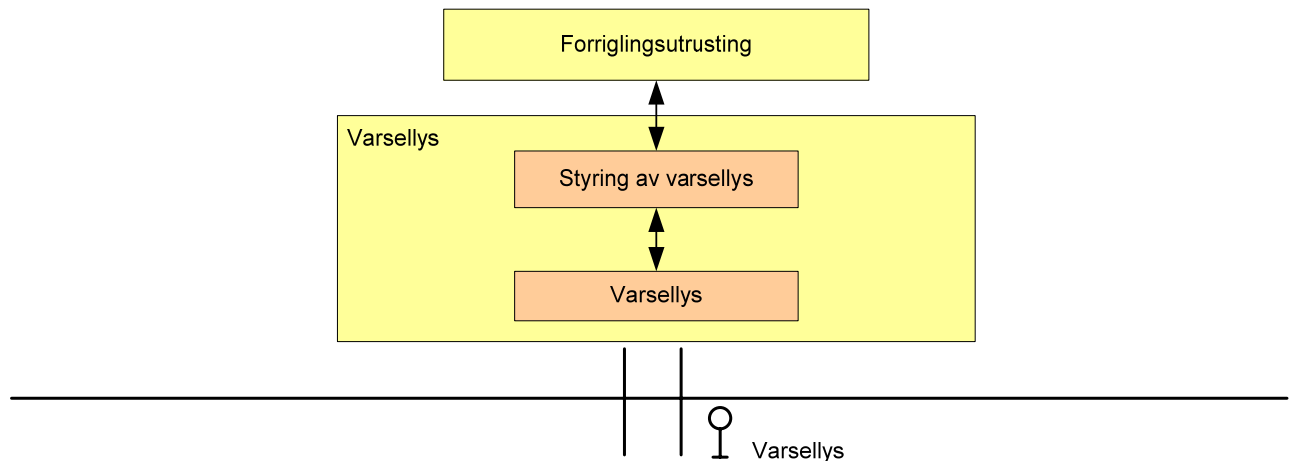 Forriglingsutrusting
Varsellys
Styring av varsellys
Varsellys
Varsellys